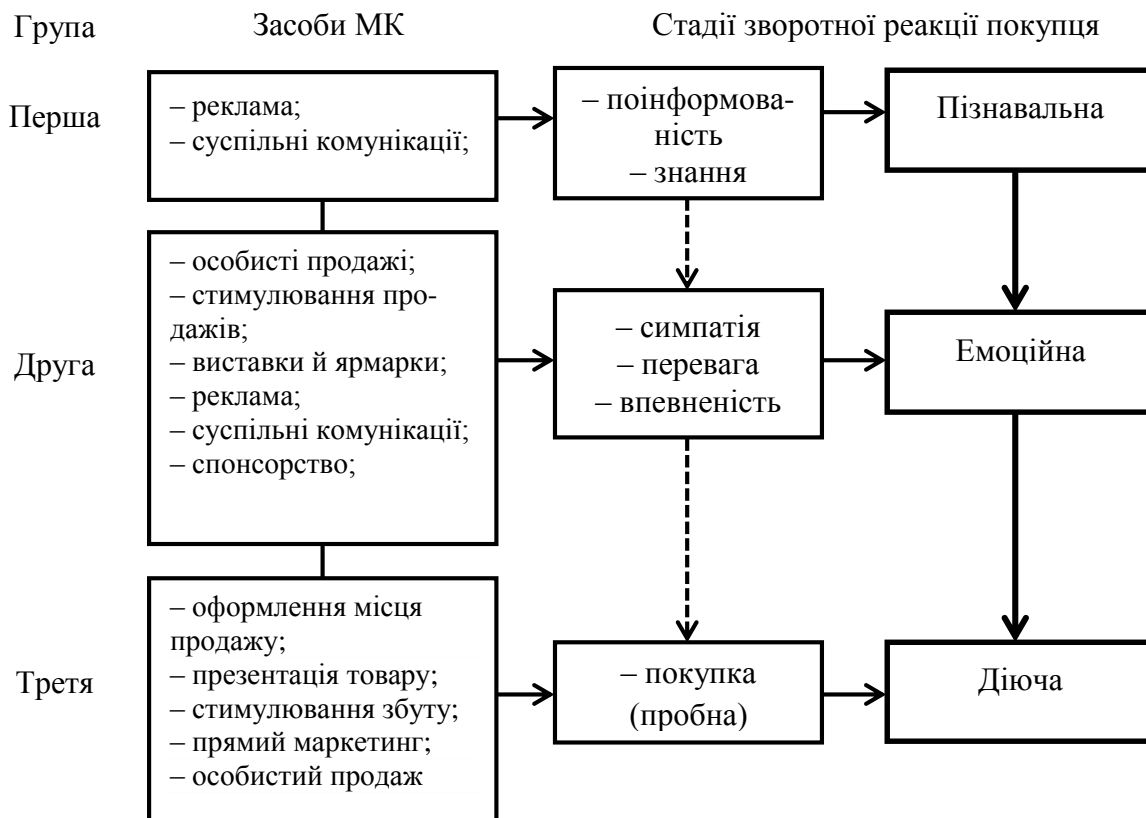 Група Засоби МК Стадії зворотної реакції покупця
Перша
– реклама;
– суспільні комунікації;
– поінформова-
ність
– знання
Пізнавальна
Друга
– особисті продажі;
– стимулювання про-
дажів;
– виставки й ярмарки;
– реклама;
– суспільні комунікації;
– спонсорство;
– симпатія
– перевага
– впевненість
Емоційна
Третя
– оформлення місця
продажу;
– презентація товару;
– стимулювання збуту;
– прямий маркетинг;
– особистий продаж
– покупка
(пробна)
Діюча